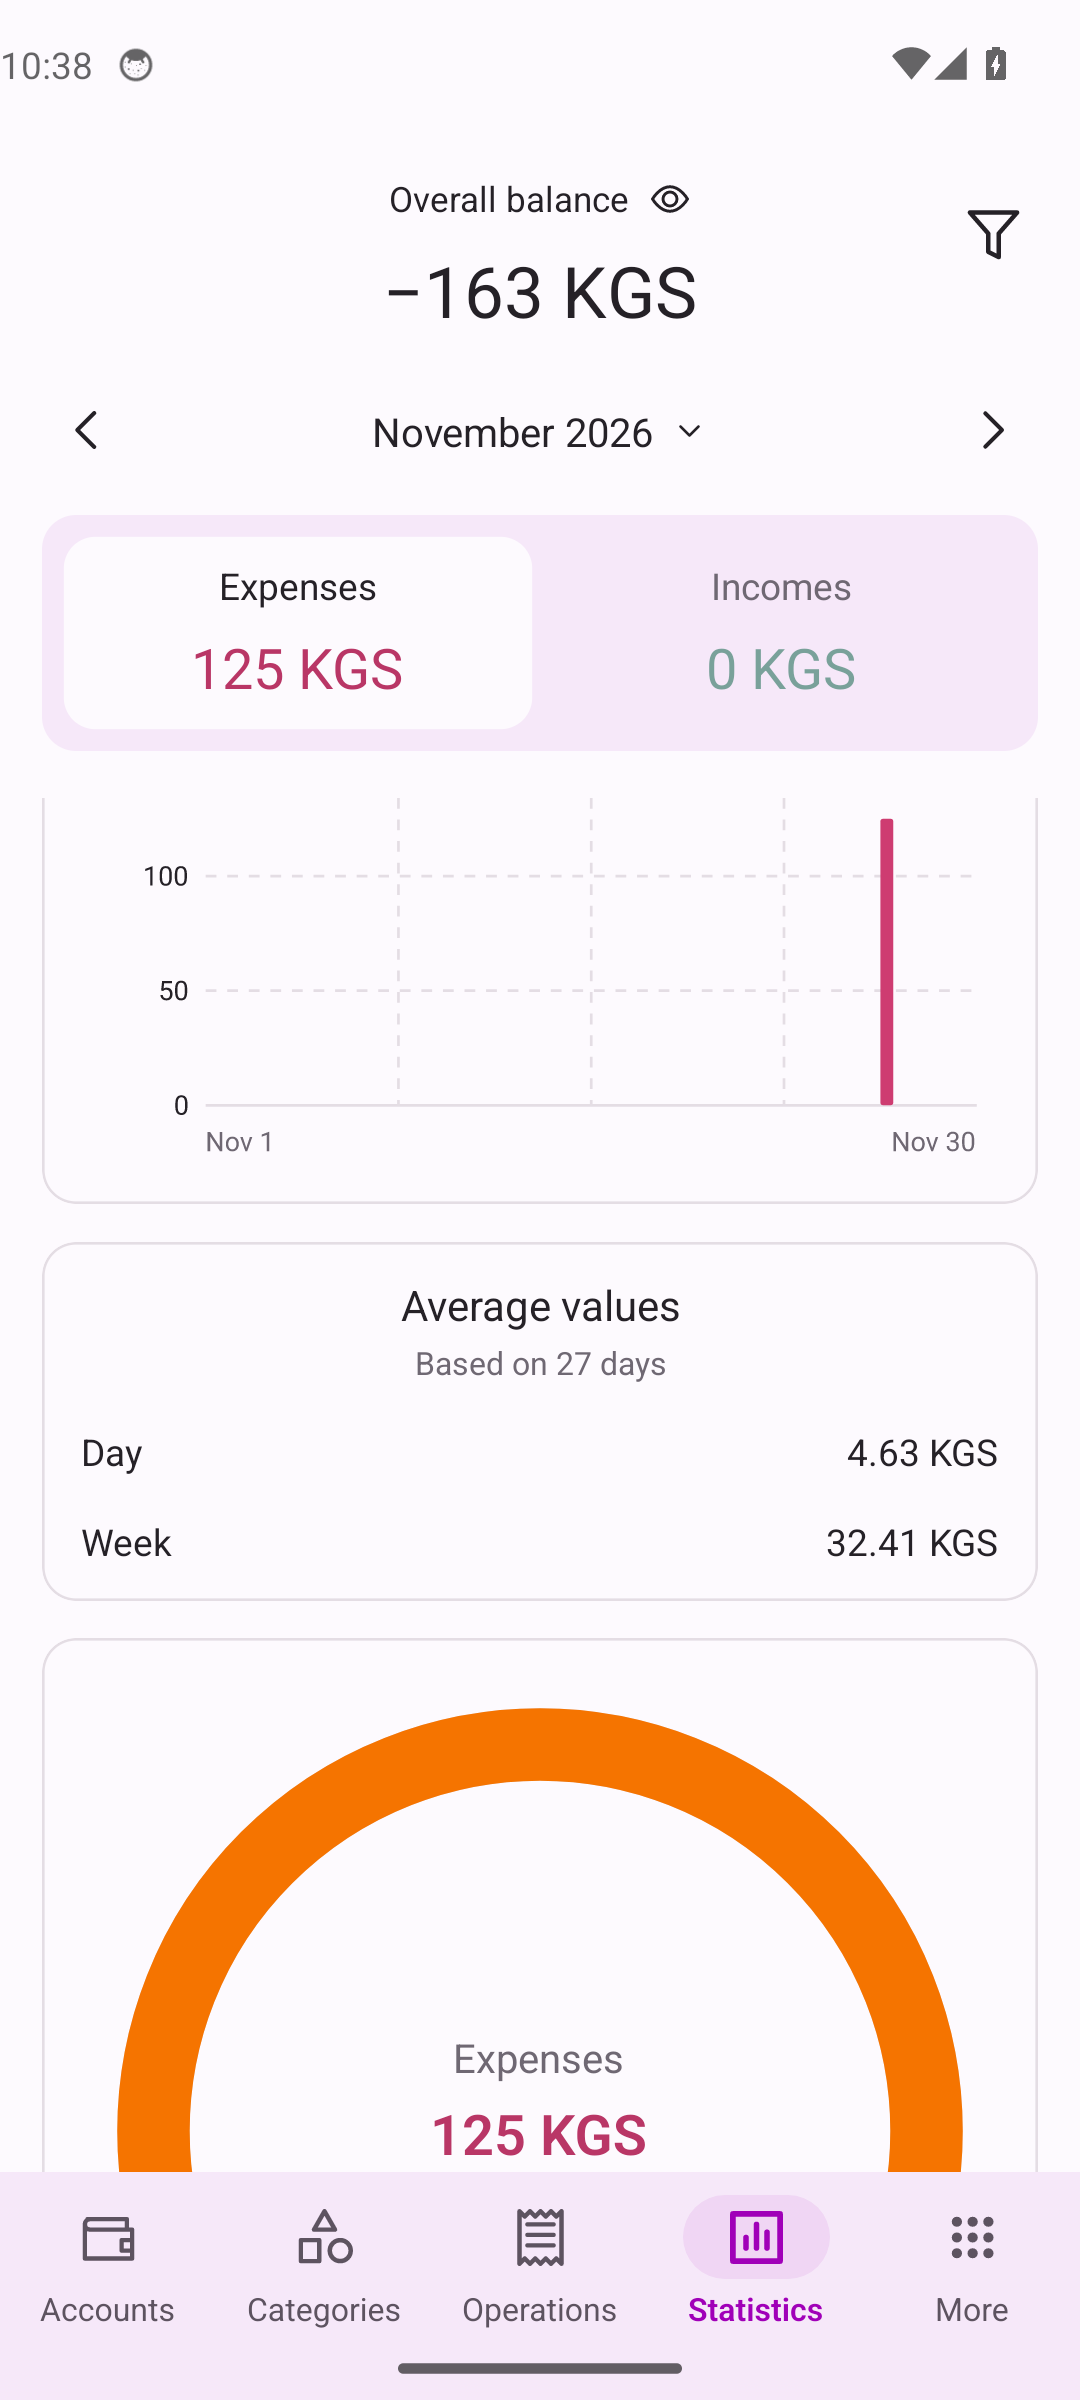 10:38
Overall balance
−163 KGS
November 2026
Expenses
125 KGS
Incomes
0 KGS
100
50
0
Nov 1
Nov 30
Average values
Based on 27 days
Day
4.63 KGS
Week
32.41 KGS
Expenses
125 KGS
Accounts
Categories
Operations
Statistics
More